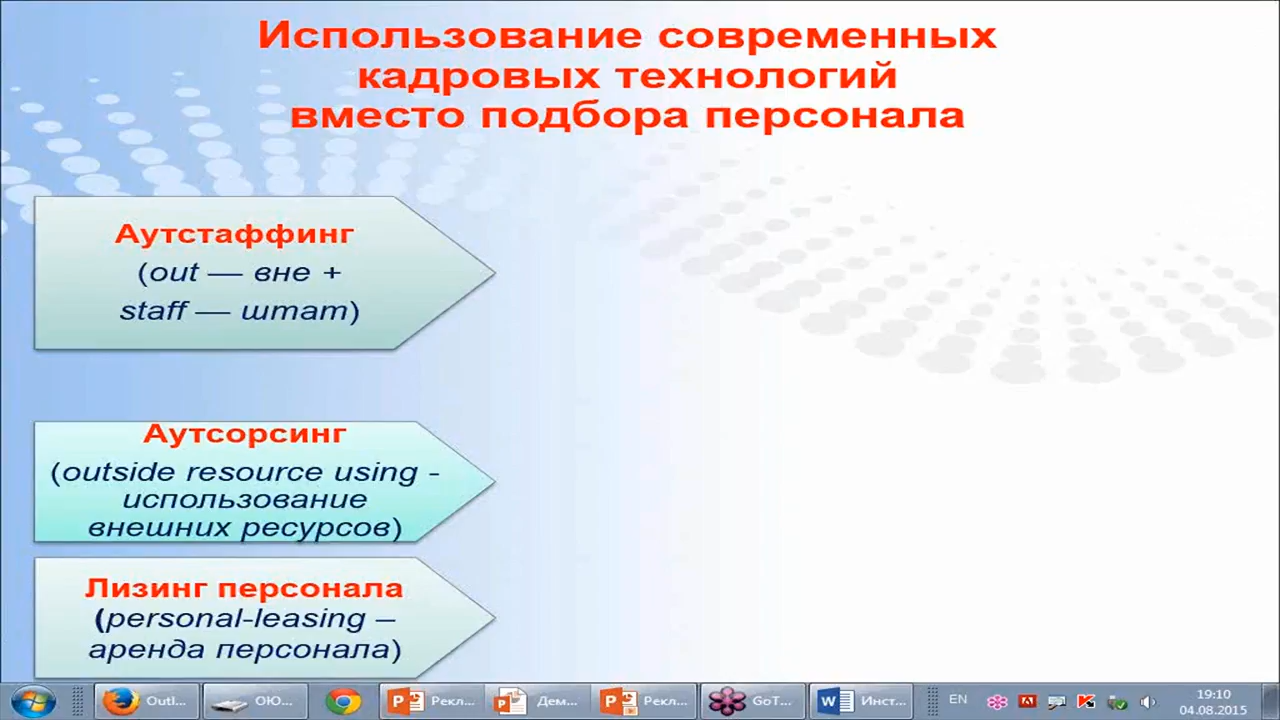 Использование современных
кадровых технологий
вместо подбора персонала
Аутстаффинг
(out — вне +
staff — штат)
Аутсорсинг
(outside resource using -
использование
внешних ресурсов)
Лизинг персонала
(personal-leasing –
аренда персонала)
Outl... ОЮ... Рекл... Дем... Рекл... GoT... Инст... EN 19:10
04.08.2015